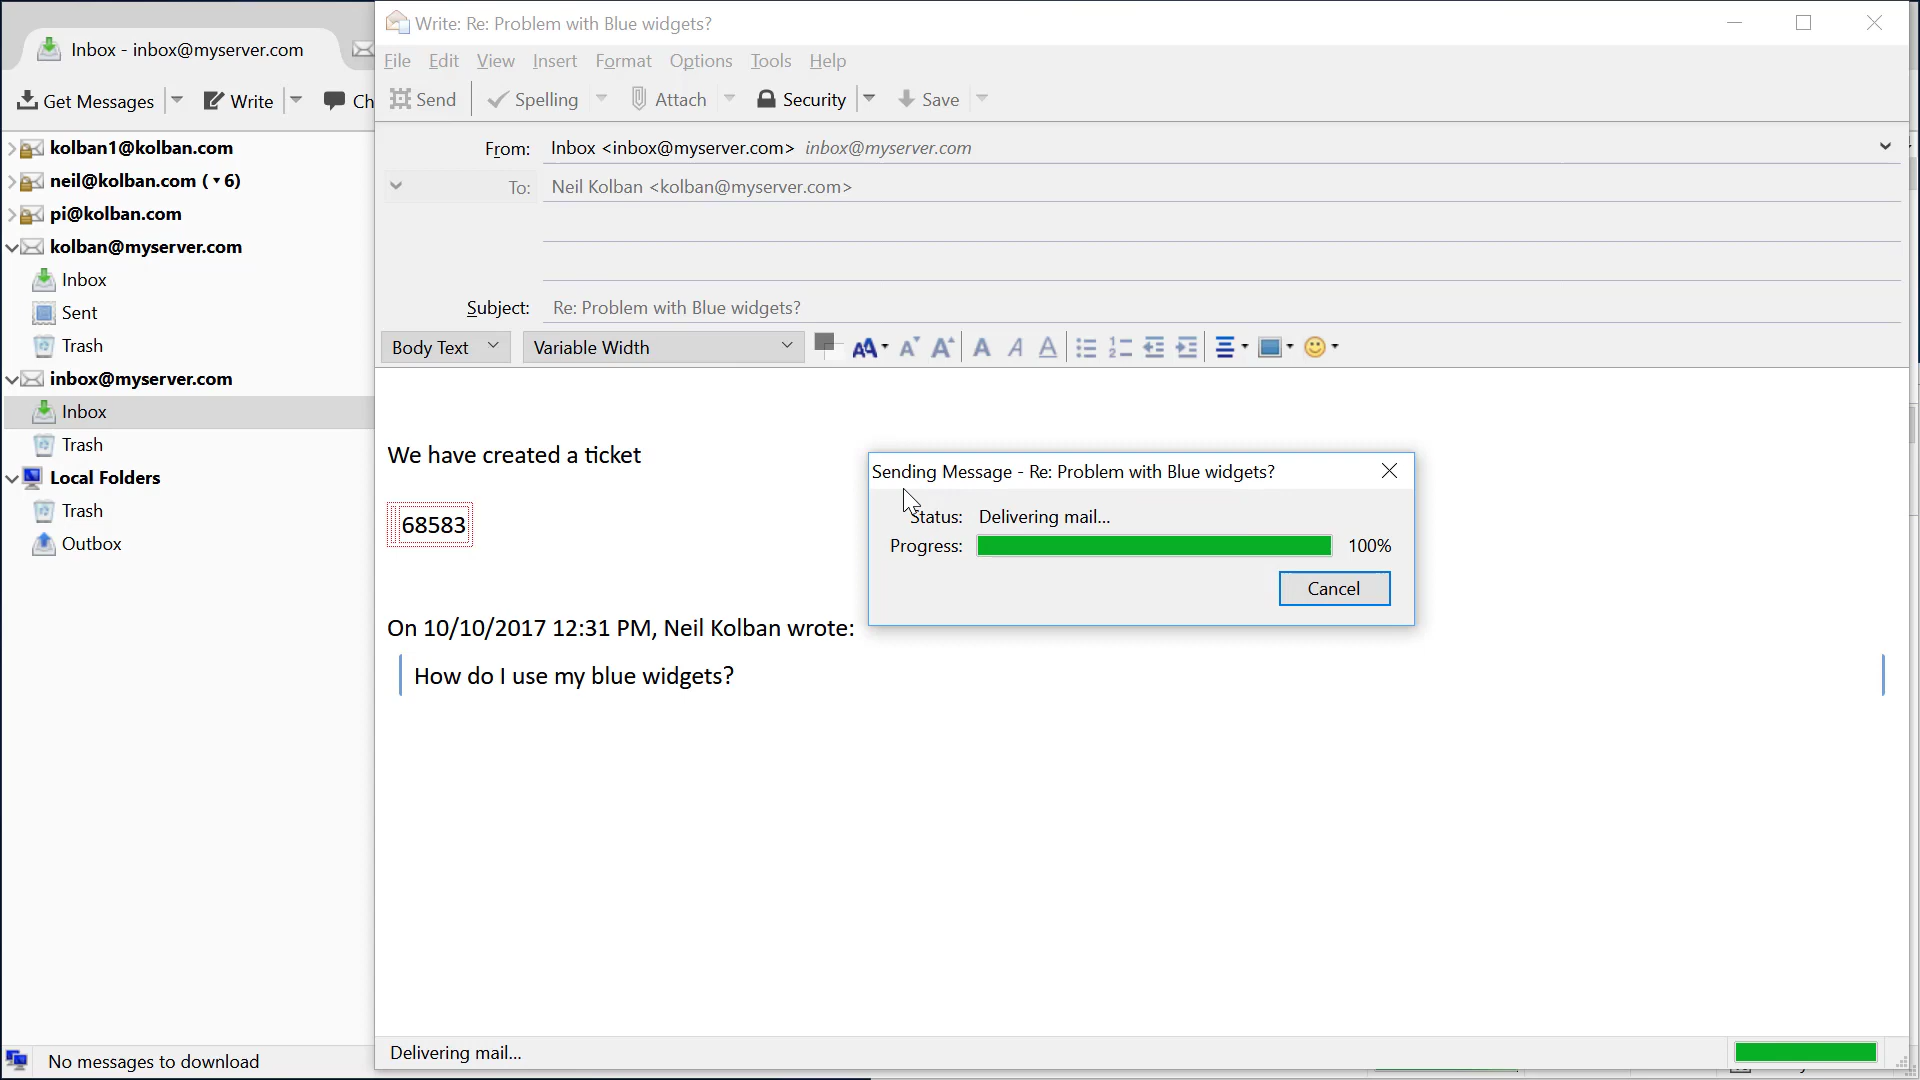 Write: Re: Problem with Blue widgets?
Inbox - inbox@myserver.com
File Edit View Insert Format Options Tools Help
Get Messages Write Ch
Send Spelling Attach Security Save
From: Inbox <inbox@myserver.com> inbox@myserver.com
To: Neil Kolban <kolban@myserver.com>
Subject: Re: Problem with Blue widgets?
Body Text Variable Width
kolban1@kolban.com
neil@kolban.com (6)
pi@kolban.com
kolban@myserver.com
Inbox
Sent
Trash
inbox@myserver.com
Inbox
Trash
Local Folders
Trash
Outbox
We have created a ticket
68583
On 10/10/2017 12:31 PM, Neil Kolban wrote:
How do I use my blue widgets?
Sending Message - Re: Problem with Blue widgets?
Status: Delivering mail...
Progress: 100%
Cancel
Delivering mail...
No messages to download